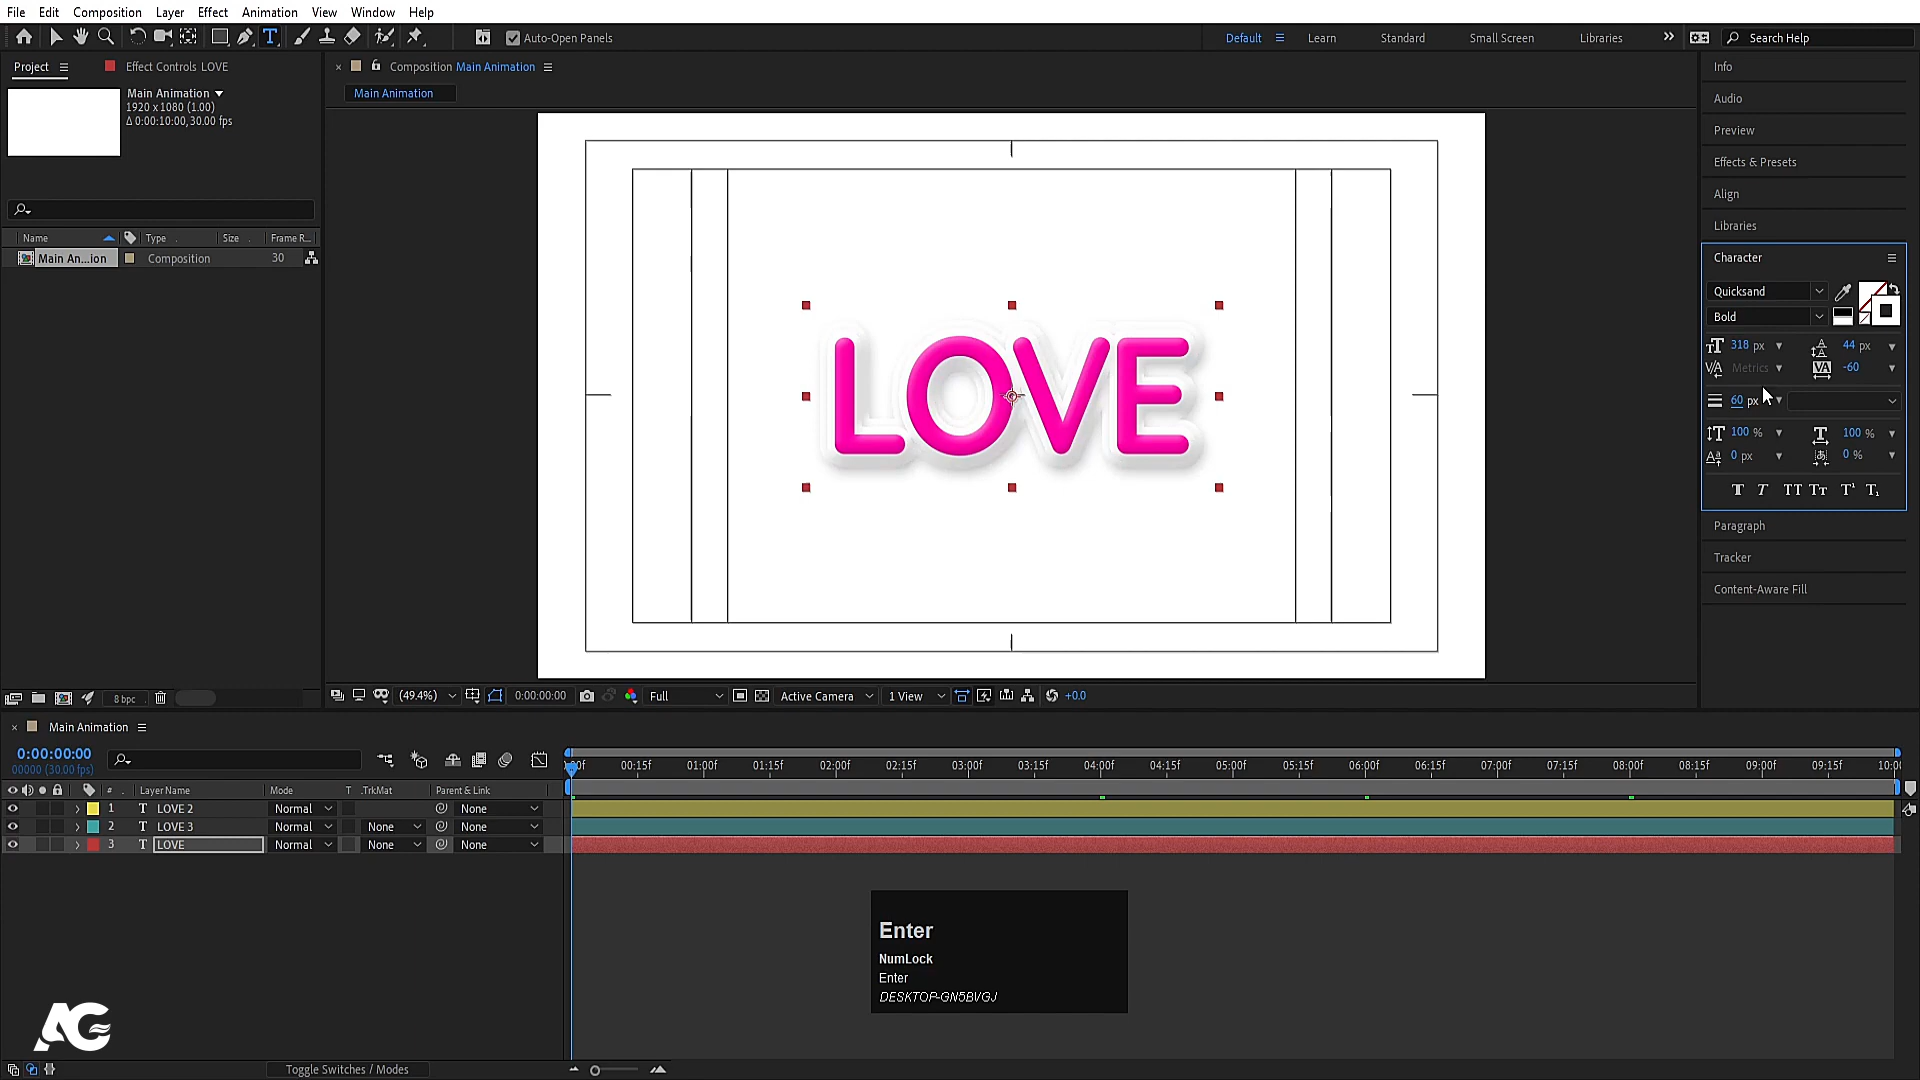 File Edit Composition Layer Effect Animation View Window Help
Auto-Open Panels Default Learn Standard Small Screen Libraries Search Help
Project Effect Controls LOVE Composition Main Animation Info
Main Animation
1920 x 1080 (1.00)
Δ 0:00:10:00, 30.00 fps
Main Animation
Audio
Preview
Effects & Presets
Align
Libraries
Name Type Size Frame R...
Main An...ion Composition 30
LOVE
Character
Quicksand
Bold
318 px 44 px
Metrics -60
60 px
100 % 100 %
0 px 0 %
Paragraph
Tracker
Content-Aware Fill
8 bpc (49.4%) 0:00:00:00 Full Active Camera 1 View +0.0
Main Animation
0:00:00:00
00000 (30.00 fps)
:00f 00:15f 01:00f 01:15f 02:00f 02:15f 03:00f 03:15f 04:00f 04:15f 05:00f 05:15f 06:00f 06:15f 07:00f 07:15f 08:00f 08:15f 09:00f 09:15f 10:0
# Layer Name Mode T .TrkMat Parent & Link
1 T LOVE 2 Normal None
2 T LOVE 3 Normal None None
3 T LOVE Normal None None
Enter
NumLock
Enter
DESKTOP-GN5BVGJ
AG
Toggle Switches / Modes